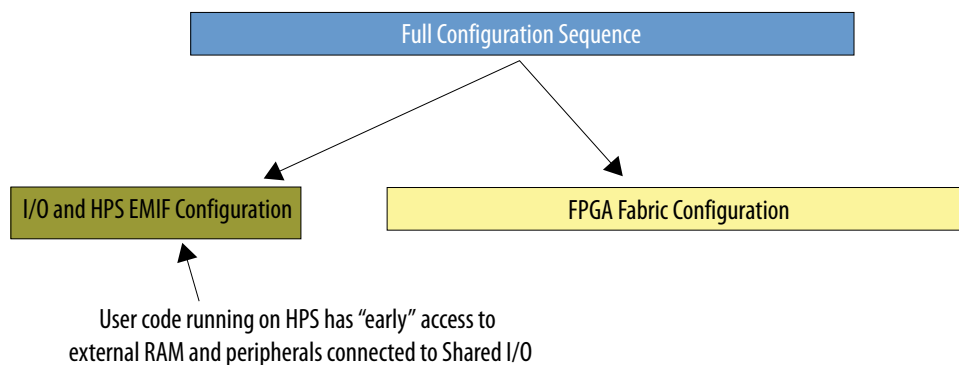 Full Configuration Sequence
I/O and HPS EMIF Configuration
FPGA Fabric Configuration
User code running on HPS has “early” access to
external RAM and peripherals connected to Shared I/O